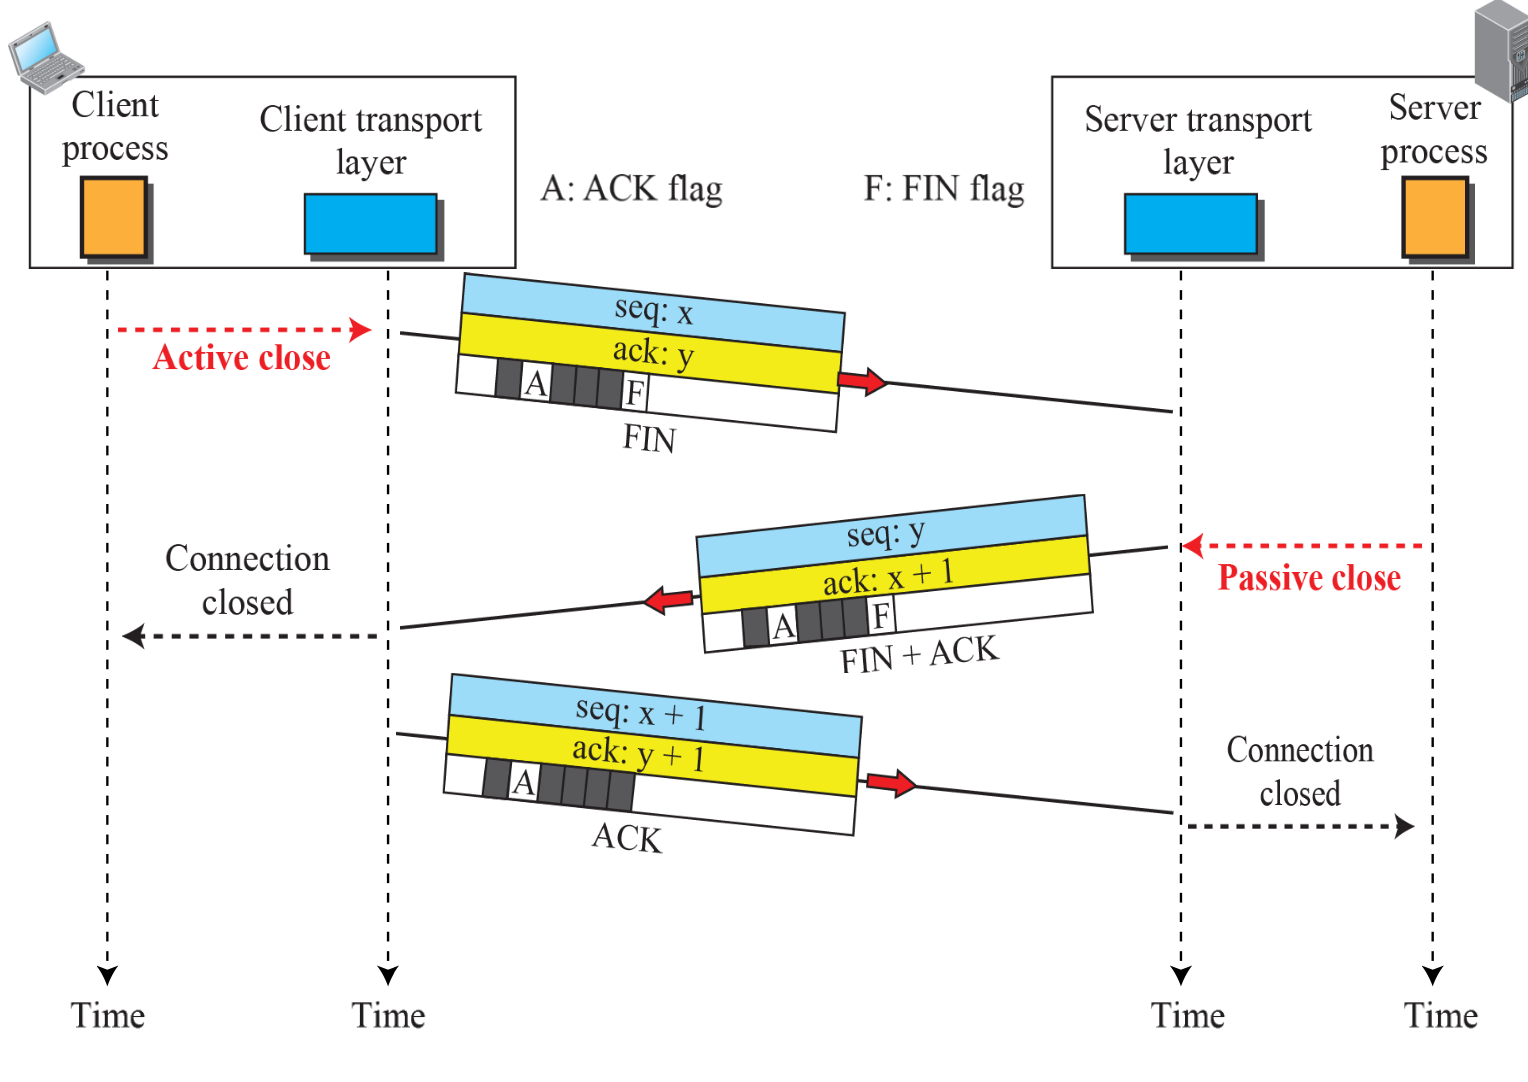 Client
process
Client transport
layer
A: ACK flag
F: FIN flag
Server transport
layer
Server
process
seq: x
ack: y
A
F
FIN
Active close
seq: y
ack: x + 1
A
F
FIN + ACK
Passive close
Connection
closed
seq: x + 1
ack: y + 1
A
ACK
Connection
closed
Time
Time
Time
Time